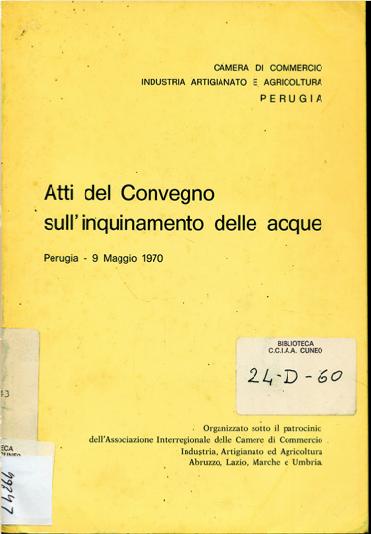 CAMERA DI COMMERCIO
INDUSTRIA ARTIGIANATO E AGRICOLTURA
PERUGIA
Atti del Convegno
sull'inquinamento delle acque
Perugia - 9 Maggio 1970
BIBLIOTECA
C.C.I.A.A. CUNEO
24-D-60
Organizzato sotto il patrocinio
dell'Associazione Interregionale delle Camere di Commercio
Industria, Artigianato ed Agricoltura
Abruzzo, Lazio, Marche e Umbria